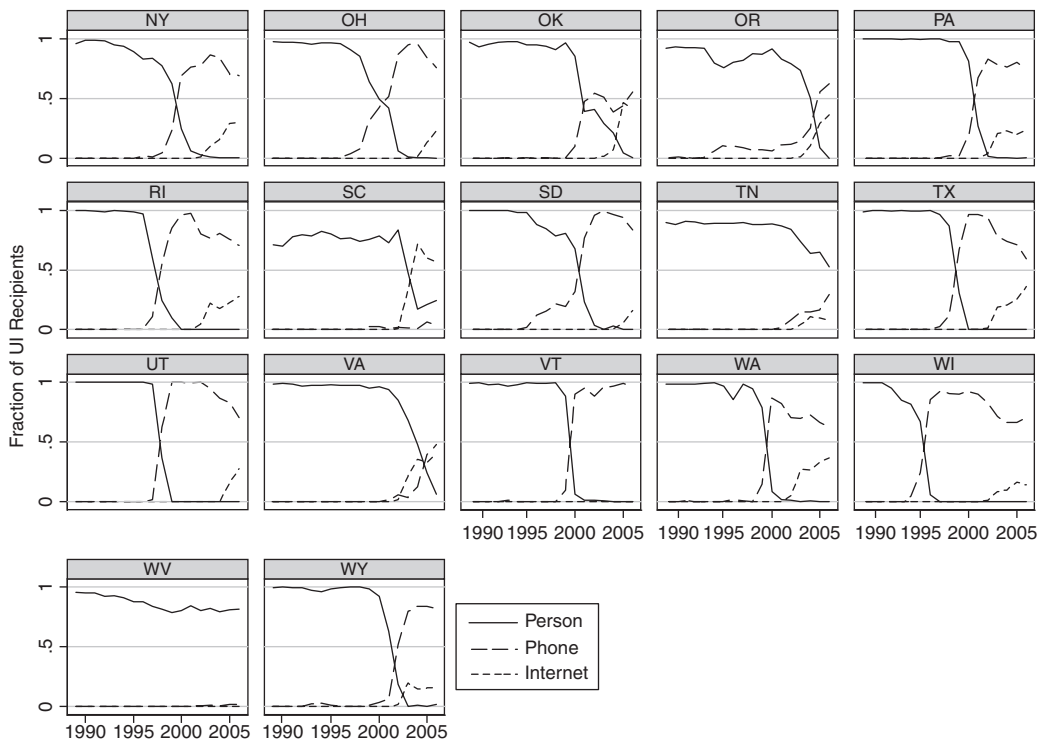 NY OH OK OR PA
1
.5
0
RI SC SD TN TX
1
.5
0
UT VA VT WA WI
1
.5
0
1990 1995 2000 2005 1990 1995 2000 2005 1990 1995 2000 2005
WV WY
1
.5
0
1990 1995 2000 2005 1990 1995 2000 2005
Fraction of UI Recipients
Person
Phone
Internet